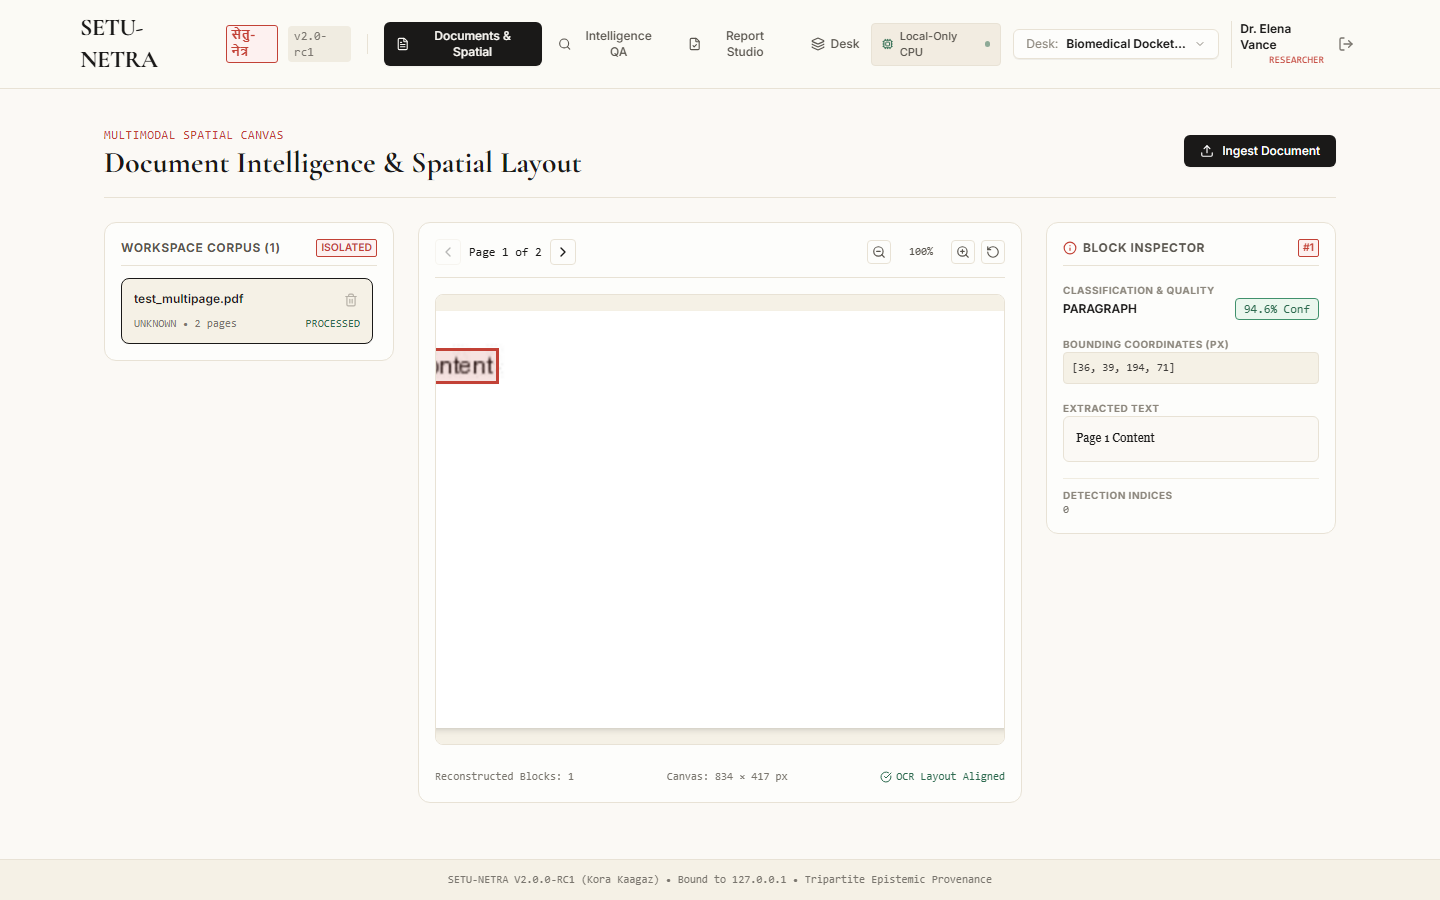 SETU-
NETRA
सेतु-
नेत्र
v2.0-
rc1
Documents &
Spatial
Intelligence
QA
Report
Studio
Desk
Local-Only
CPU
Desk: Biomedical Docket...
Dr. Elena
Vance
RESEARCHER
MULTIMODAL SPATIAL CANVAS
Document Intelligence & Spatial Layout
Ingest Document
WORKSPACE CORPUS (1)
ISOLATED
test_multipage.pdf
UNKNOWN • 2 pages
PROCESSED
Page 1 of 2
100%
ontent
Reconstructed Blocks: 1
Canvas: 834 × 417 px
OCR Layout Aligned
BLOCK INSPECTOR
#1
CLASSIFICATION & QUALITY
PARAGRAPH
94.6% Conf
BOUNDING COORDINATES (PX)
[36, 39, 194, 71]
EXTRACTED TEXT
Page 1 Content
DETECTION INDICES
0
SETU-NETRA V2.0.0-RC1 (Kora Kaagaz) • Bound to 127.0.0.1 • Tripartite Epistemic Provenance